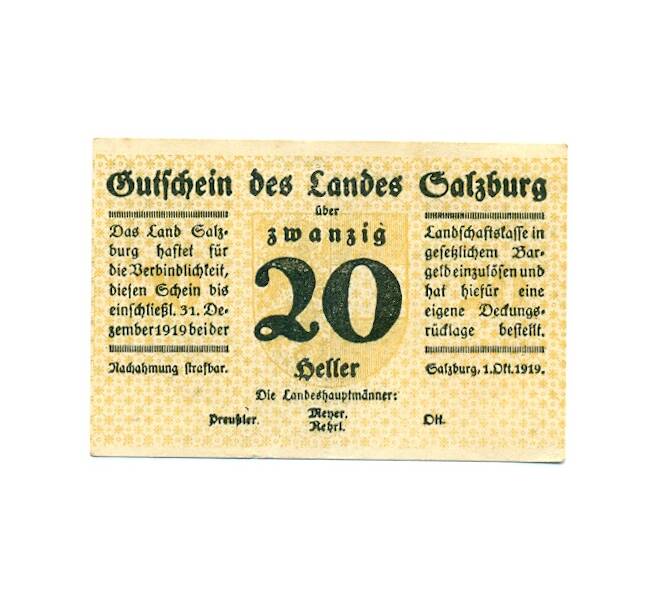 Gutschein des Landes Salzburg
über
zwanzig
20
Heller
Das Land Salz-
burg haftet für
die Verbindlichkeit,
diesen Schein bis
einschließl. 31. De-
zember 1919 bei der
Landschaftskasse in
gesetzlichem Bar-
geld einzulösen und
hat hiefür eine
eigene Deckungs-
rücklage bestellt.
Nachahmung strafbar.
Salzburg, 1. Okt. 1919.
Die Landeshauptmänner:
Preußler. Meyer. Ott.
Rehrl.